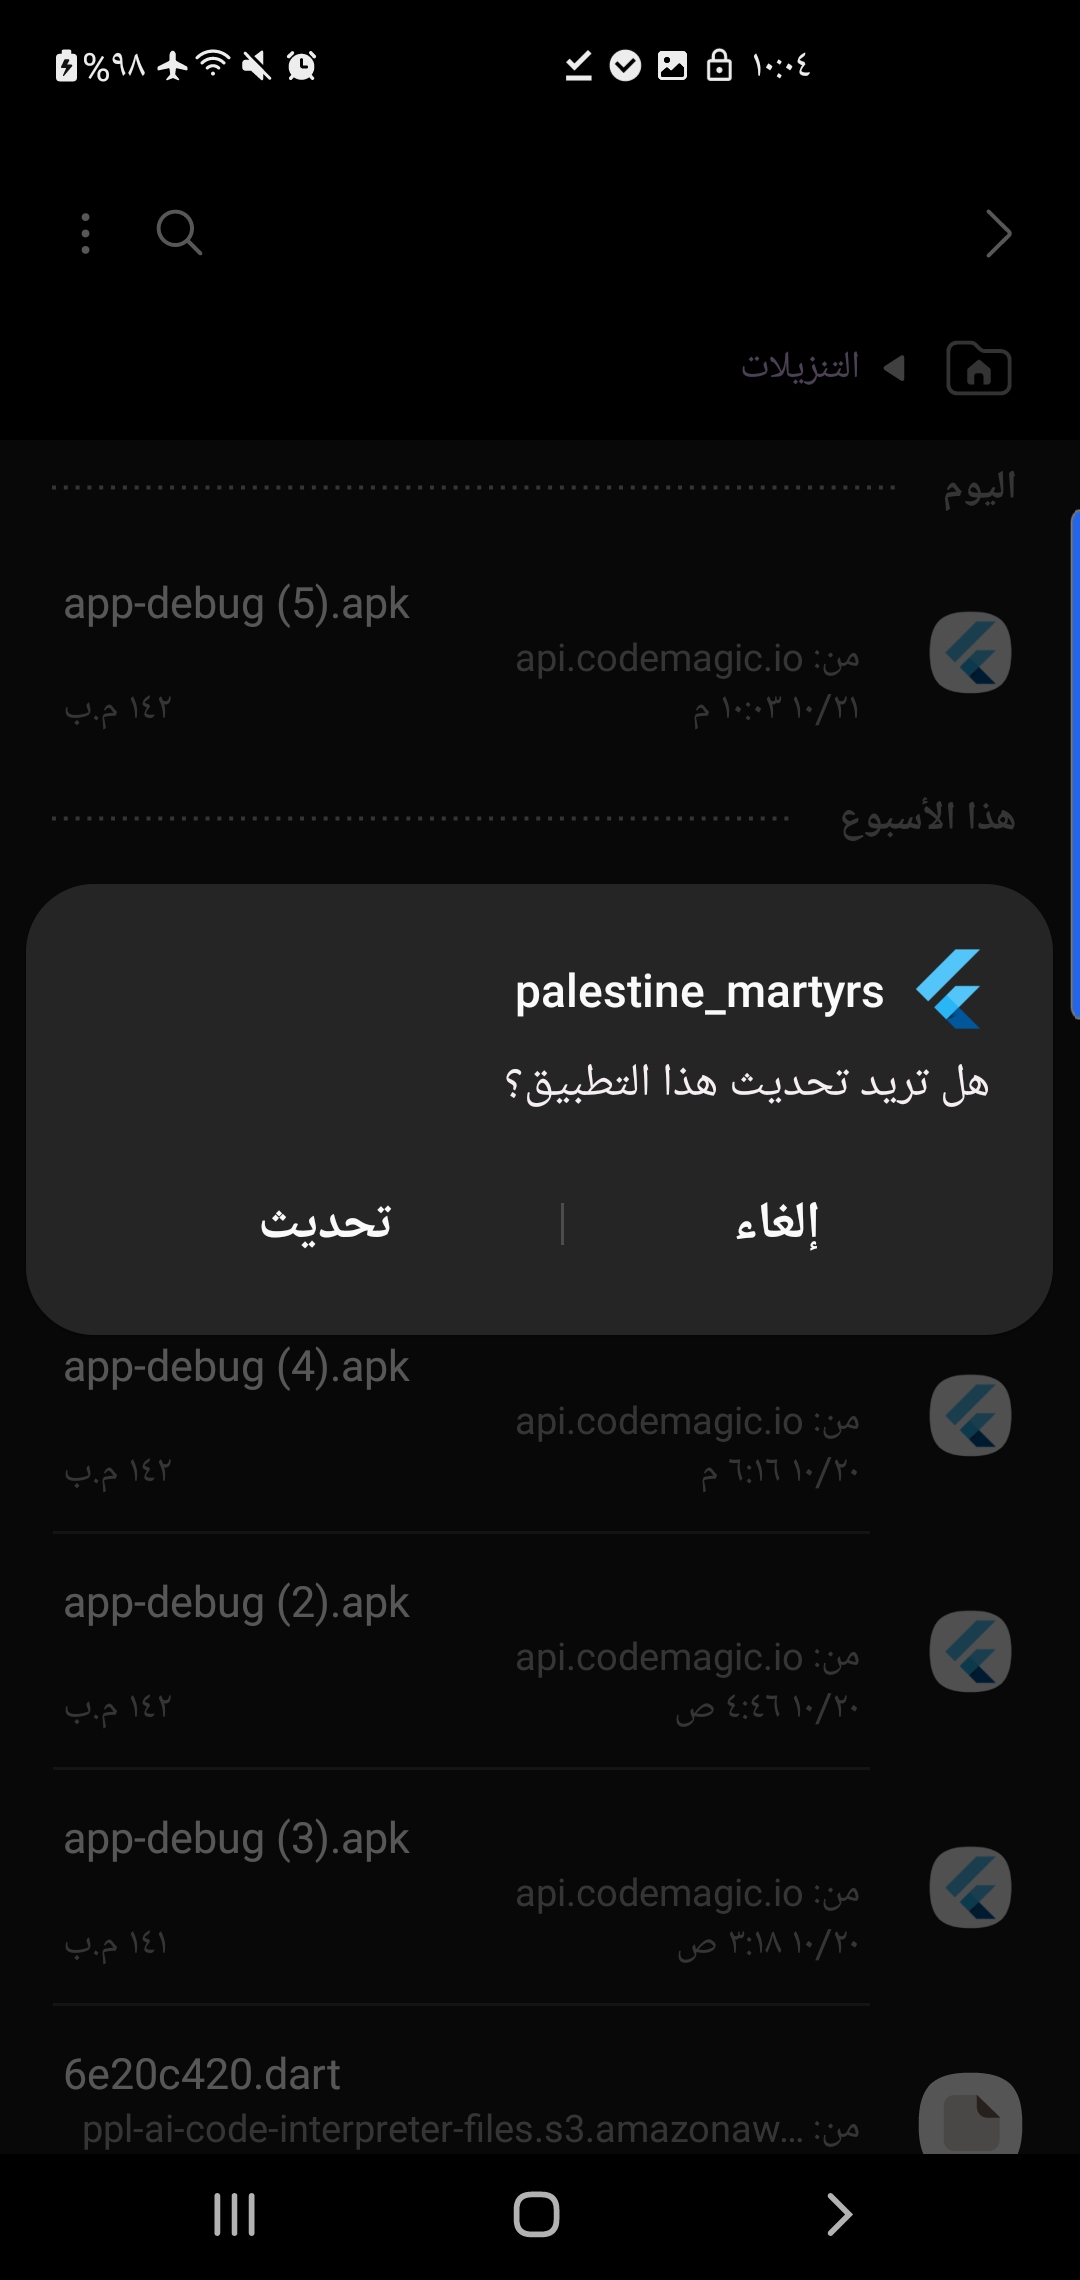 ١٠:٠٤
%٩٨
التنزيلات
اليوم
app-debug (5).apk
من: api.codemagic.io
١٠/٢١ ١٠:٠٣ م
١٤٢ م.ب
هذا الأسبوع
palestine_martyrs
هل تريد تحديث هذا التطبيق؟
إلغاء
تحديث
app-debug (4).apk
من: api.codemagic.io
١٠/٢٠ ٦:١٦ م
١٤٢ م.ب
app-debug (2).apk
من: api.codemagic.io
١٠/٢٠ ٤:٤٦ ص
١٤٢ م.ب
app-debug (3).apk
من: api.codemagic.io
١٠/٢٠ ٣:١٨ ص
١٤١ م.ب
6e20c420.dart
من: ppl-ai-code-interpreter-files.s3.amazonaw...